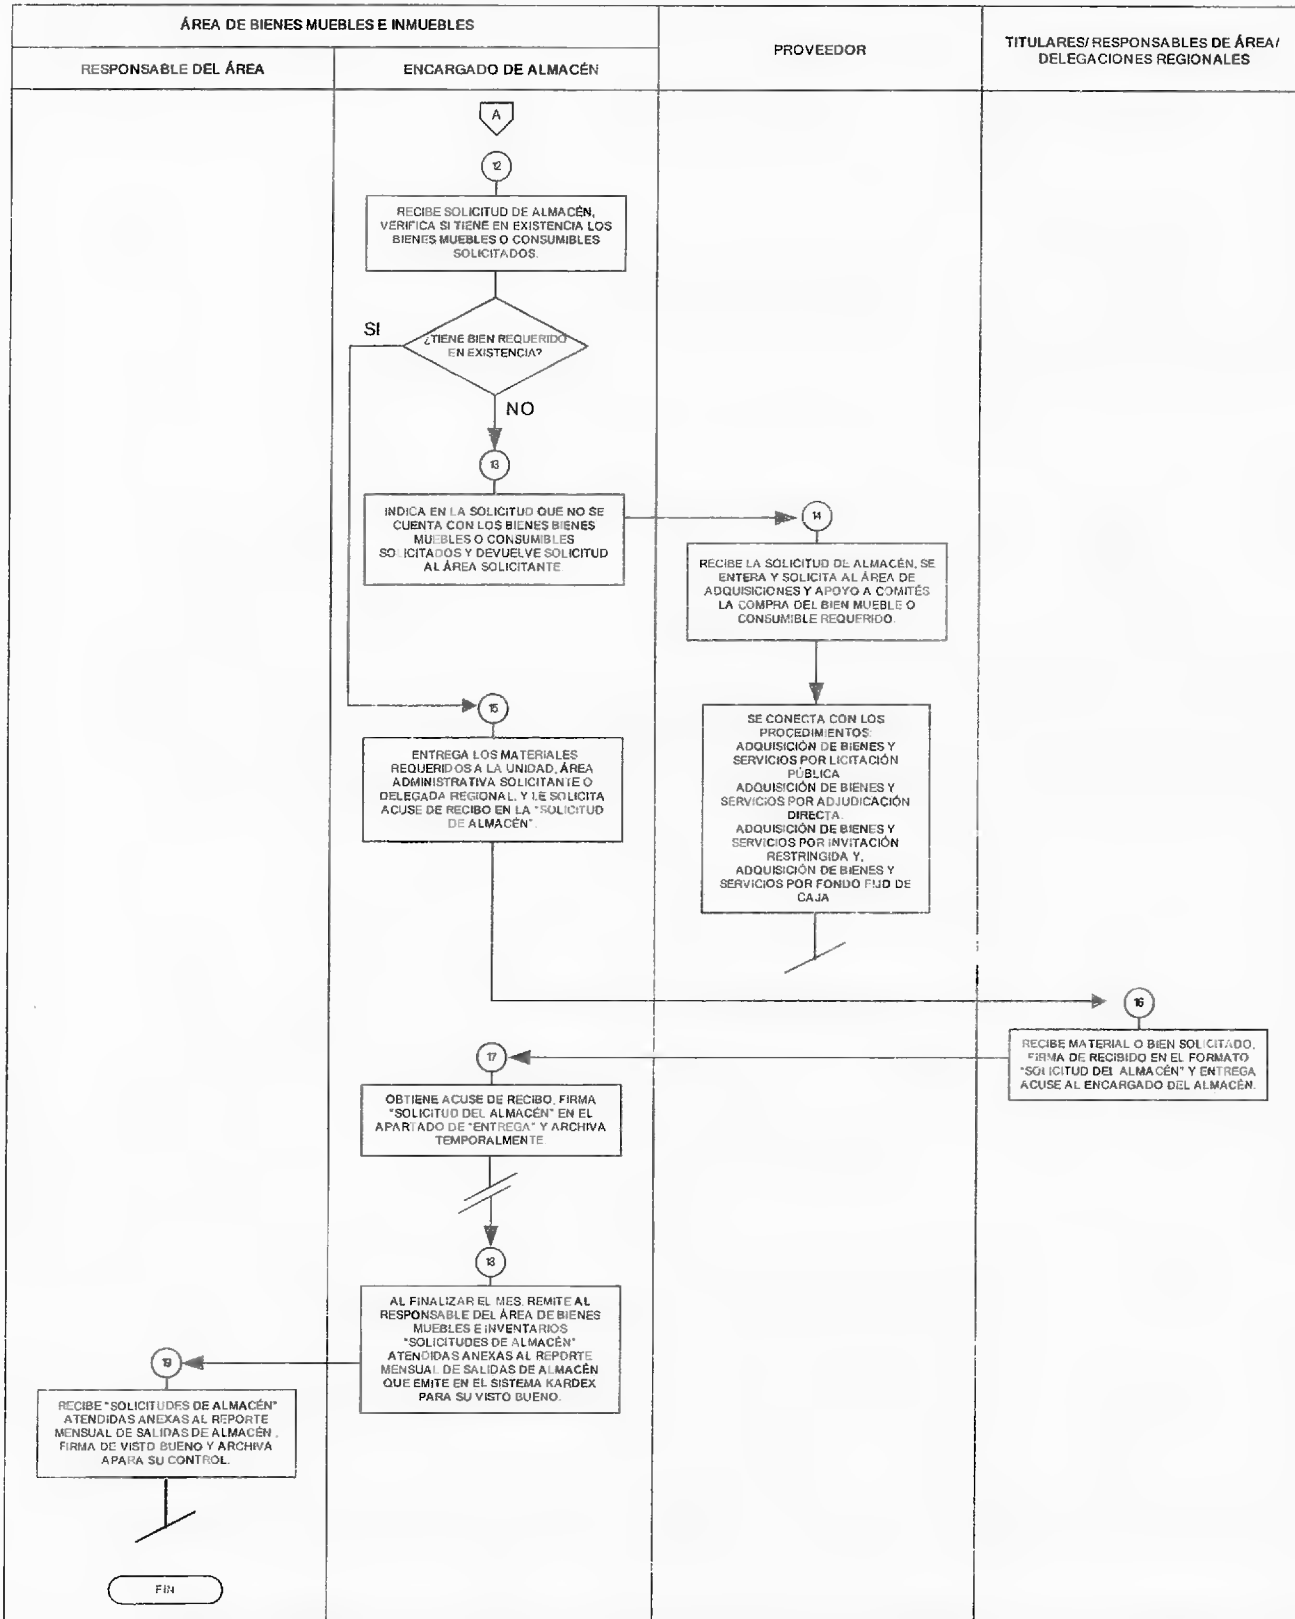 ÁREA DE BIENES MUEBLES E INMUEBLES
RESPONSABLE DEL ÁREA
ENCARGADO DE ALMACÉN
PROVEEDOR
TITULARES/ RESPONSABLES DE ÁREA/
DELEGACIONES REGIONALES
A
12
RECIBE SOLICITUD DE ALMACÉN,
VERIFICA SI TIENE EN EXISTENCIA LOS
BIENES MUEBLES O CONSUMIBLES
SOLICITADOS.
¿TIENE BIEN REQUERIDO
EN EXISTENCIA?
SI
NO
13
INDICA EN LA SOLICITUD QUE NO SE
CUENTA CON LOS BIENES BIENES
MUEBLES O CONSUMIBLES
SOLICITADOS Y DEVUELVE SOLICITUD
AL ÁREA SOLICITANTE
14
RECIBE LA SOLICITUD DE ALMACÉN, SE
ENTERA Y SOLICITA AL ÁREA DE
ADQUISICIONES Y APOYO A COMITÉS
LA COMPRA DEL BIEN MUEBLE O
CONSUMIBLE REQUERIDO.
SE CONECTA CON LOS
PROCEDIMIENTOS:
ADQUISICIÓN DE BIENES Y
SERVICIOS POR LICITACIÓN
PÚBLICA
ADQUISICIÓN DE BIENES Y
SERVICIOS POR ADJUDICACIÓN
DIRECTA.
ADQUISICIÓN DE BIENES Y
SERVICIOS POR INVITACIÓN
RESTRINGIDA Y,
ADQUISICIÓN DE BIENES Y
SERVICIOS POR FONDO FIJO DE
CAJA
15
ENTREGA LOS MATERIALES
REQUERIDOS A LA UNIDAD, ÁREA
ADMINISTRATIVA SOLICITANTE O
DELEGADA REGIONAL, Y LE SOLICITA
ACUSE DE RECIBO EN LA "SOLICITUD
DE ALMACÉN".
16
RECIBE MATERIAL O BIEN SOLICITADO,
FIRMA DE RECIBIDO EN EL FORMATO
"SOLICITUD DEL ALMACÉN" Y ENTREGA
ACUSE AL ENCARGADO DEL ALMACÉN.
17
OBTIENE ACUSE DE RECIBO, FIRMA
"SOLICITUD DEL ALMACÉN" EN EL
APARTADO DE "ENTREGA" Y ARCHIVA
TEMPORALMENTE
18
AL FINALIZAR EL MES, REMITE AL
RESPONSABLE DEL ÁREA DE BIENES
MUEBLES E INVENTARIOS
"SOLICITUDES DE ALMACÉN"
ATENDIDAS ANEXAS AL REPORTE
MENSUAL DE SALIDAS DE ALMACÉN
QUE EMITE EN EL SISTEMA KARDEX
PARA SU VISTO BUENO.
19
RECIBE "SOLICITUDES DE ALMACÉN"
ATENDIDAS ANEXAS AL REPORTE
MENSUAL DE SALIDAS DE ALMACÉN,
FIRMA DE VISTO BUENO Y ARCHIVA
APARA SU CONTROL.
FIN